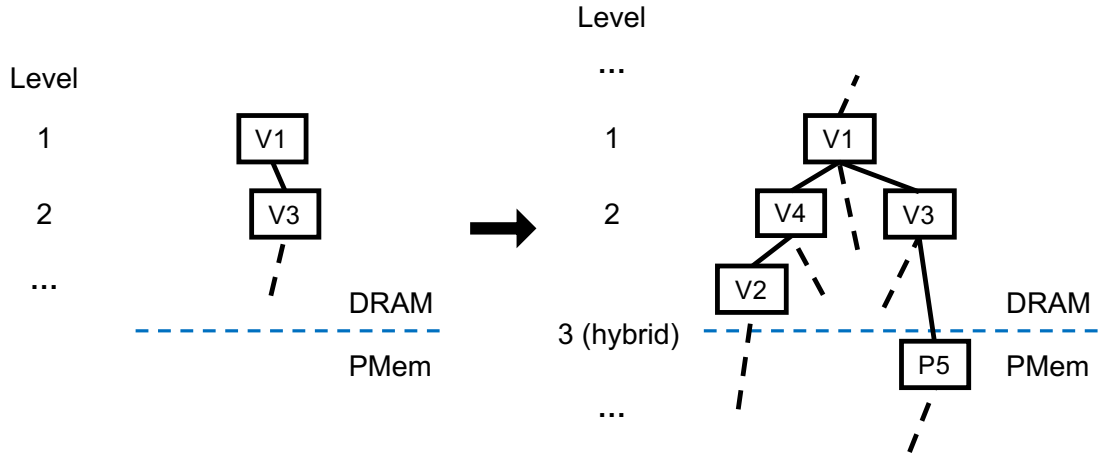 Level
1
V1
2
V3
...
DRAM
PMem
Level
...
1
V1
2
V4
V3
V2
DRAM
3 (hybrid)
P5
PMem
...